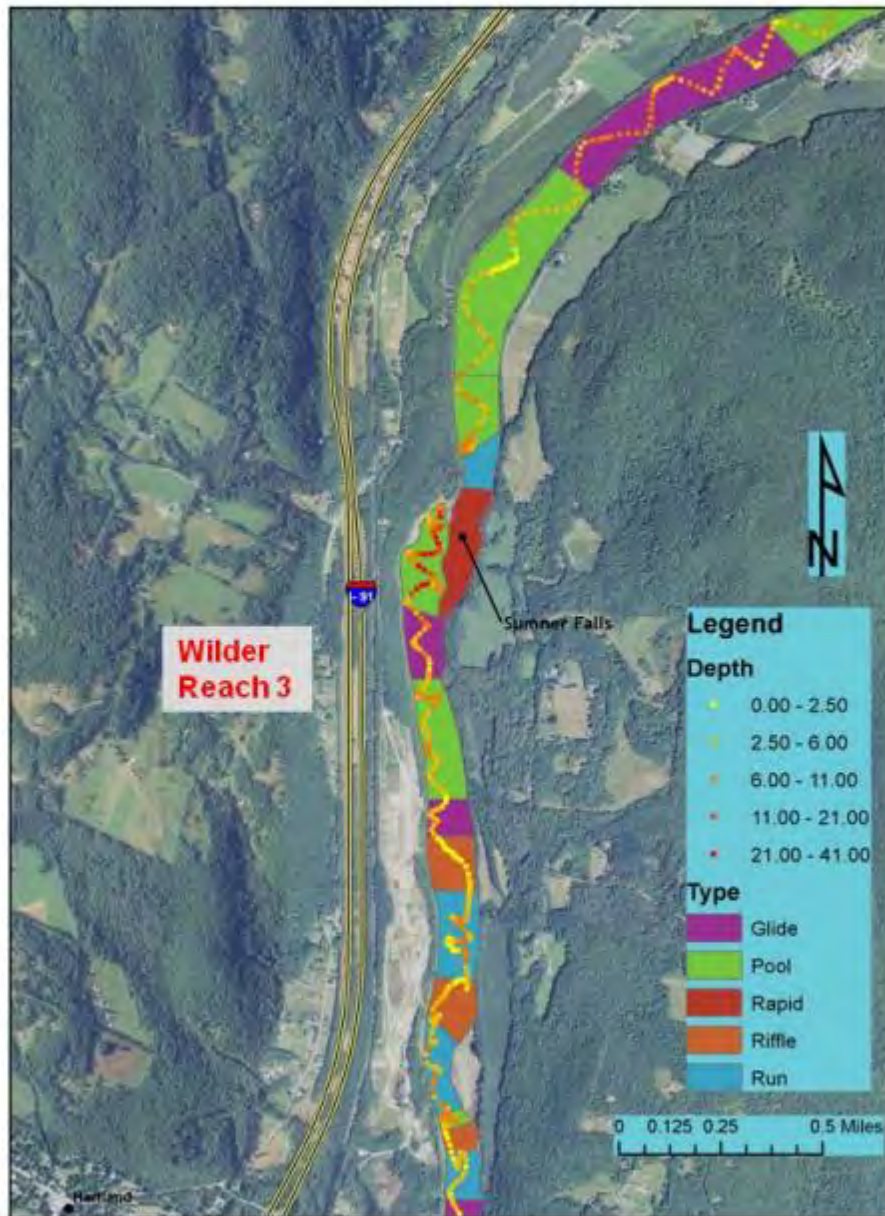 I-91
Sumner Falls
Wilder
Reach 3
Legend
Depth
0.00 - 2.50
2.50 - 6.00
6.00 - 11.00
11.00 - 21.00
21.00 - 41.00
Type
Glide
Pool
Rapid
Riffle
Run
0 0.125 0.25 0.5 Miles
Hartland
N